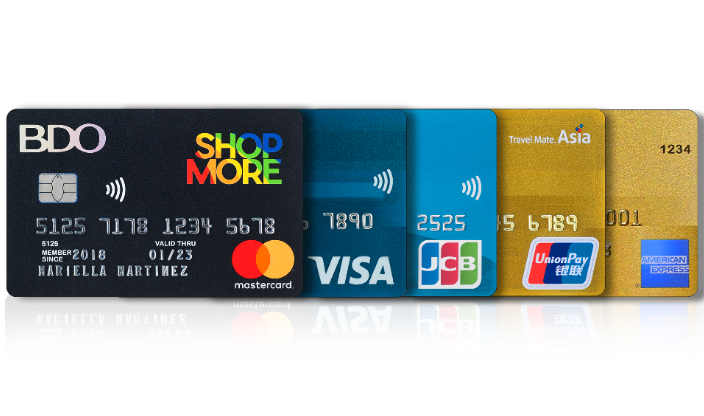 BDO
SHOP
MORE
5125 7178 1234 5678
5125
MEMBER SINCE 2018
VALID THRU 01/23
MARIELLA MARTINEZ
mastercard.
7890
VISA
2525
JCB
Travel Mate. Asia
45 6789
UnionPay
银联
1234
001
AMERICAN
EXPRESS